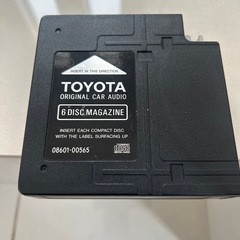 INSERT IN THIS DIRECTION
TOYOTA
ORIGINAL CAR AUDIO
6 DISC MAGAZINE
INSERT EACH COMPACT DISC
WITH THE LABEL SURFACING UP
08601-00565